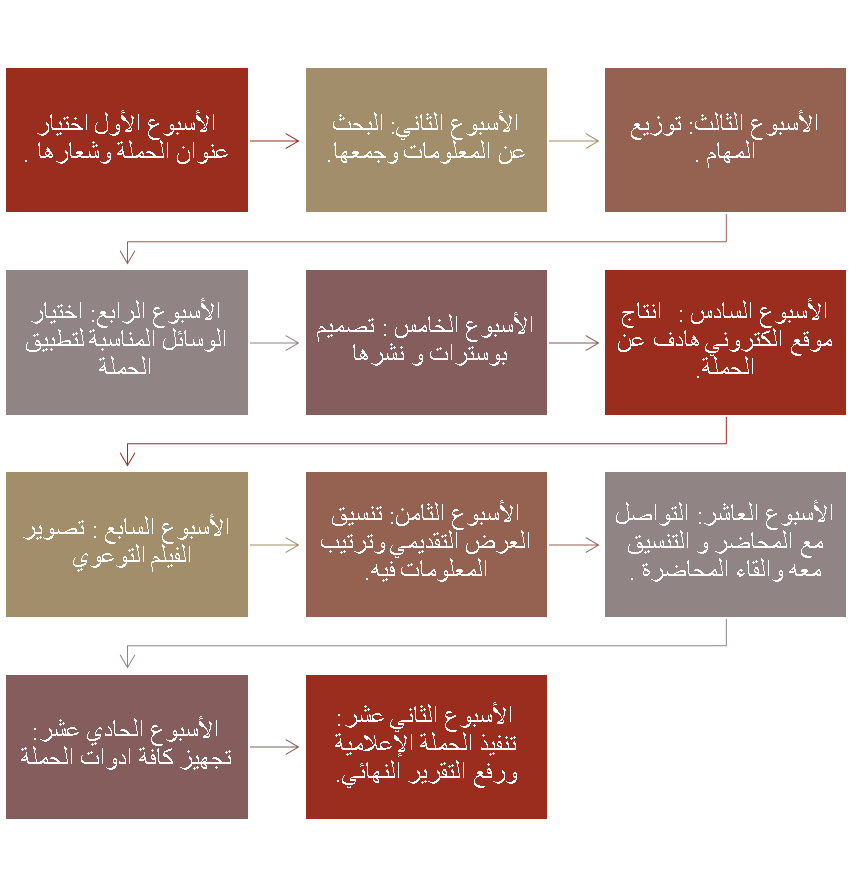 الأسبوع الأول اختيار
عنوان الحملة وشعارها .
الأسبوع الثاني: البحث
عن المعلومات وجمعها.
الأسبوع الثالث: توزيع
المهام .
الأسبوع الرابع: اختيار
الوسائل المناسبة لتطبيق
الحملة
الأسبوع الخامس : تصميم
بوسترات و نشرها
الأسبوع السادس : انتاج
موقع الكتروني هادف عن
الحملة.
الأسبوع السابع : تصوير
الفيلم التوعوي
الأسبوع الثامن: تنسيق
العرض التقديمي وترتيب
المعلومات فيه.
الأسبوع العاشر: التواصل
مع المحاضر و التنسيق
معه والقاء المحاضرة .
الأسبوع الحادي عشر:
تجهيز كافة ادوات الحملة
الأسبوع الثاني عشر:
تنفيذ الحملة الإعلامية
ورفع التقرير النهائي.